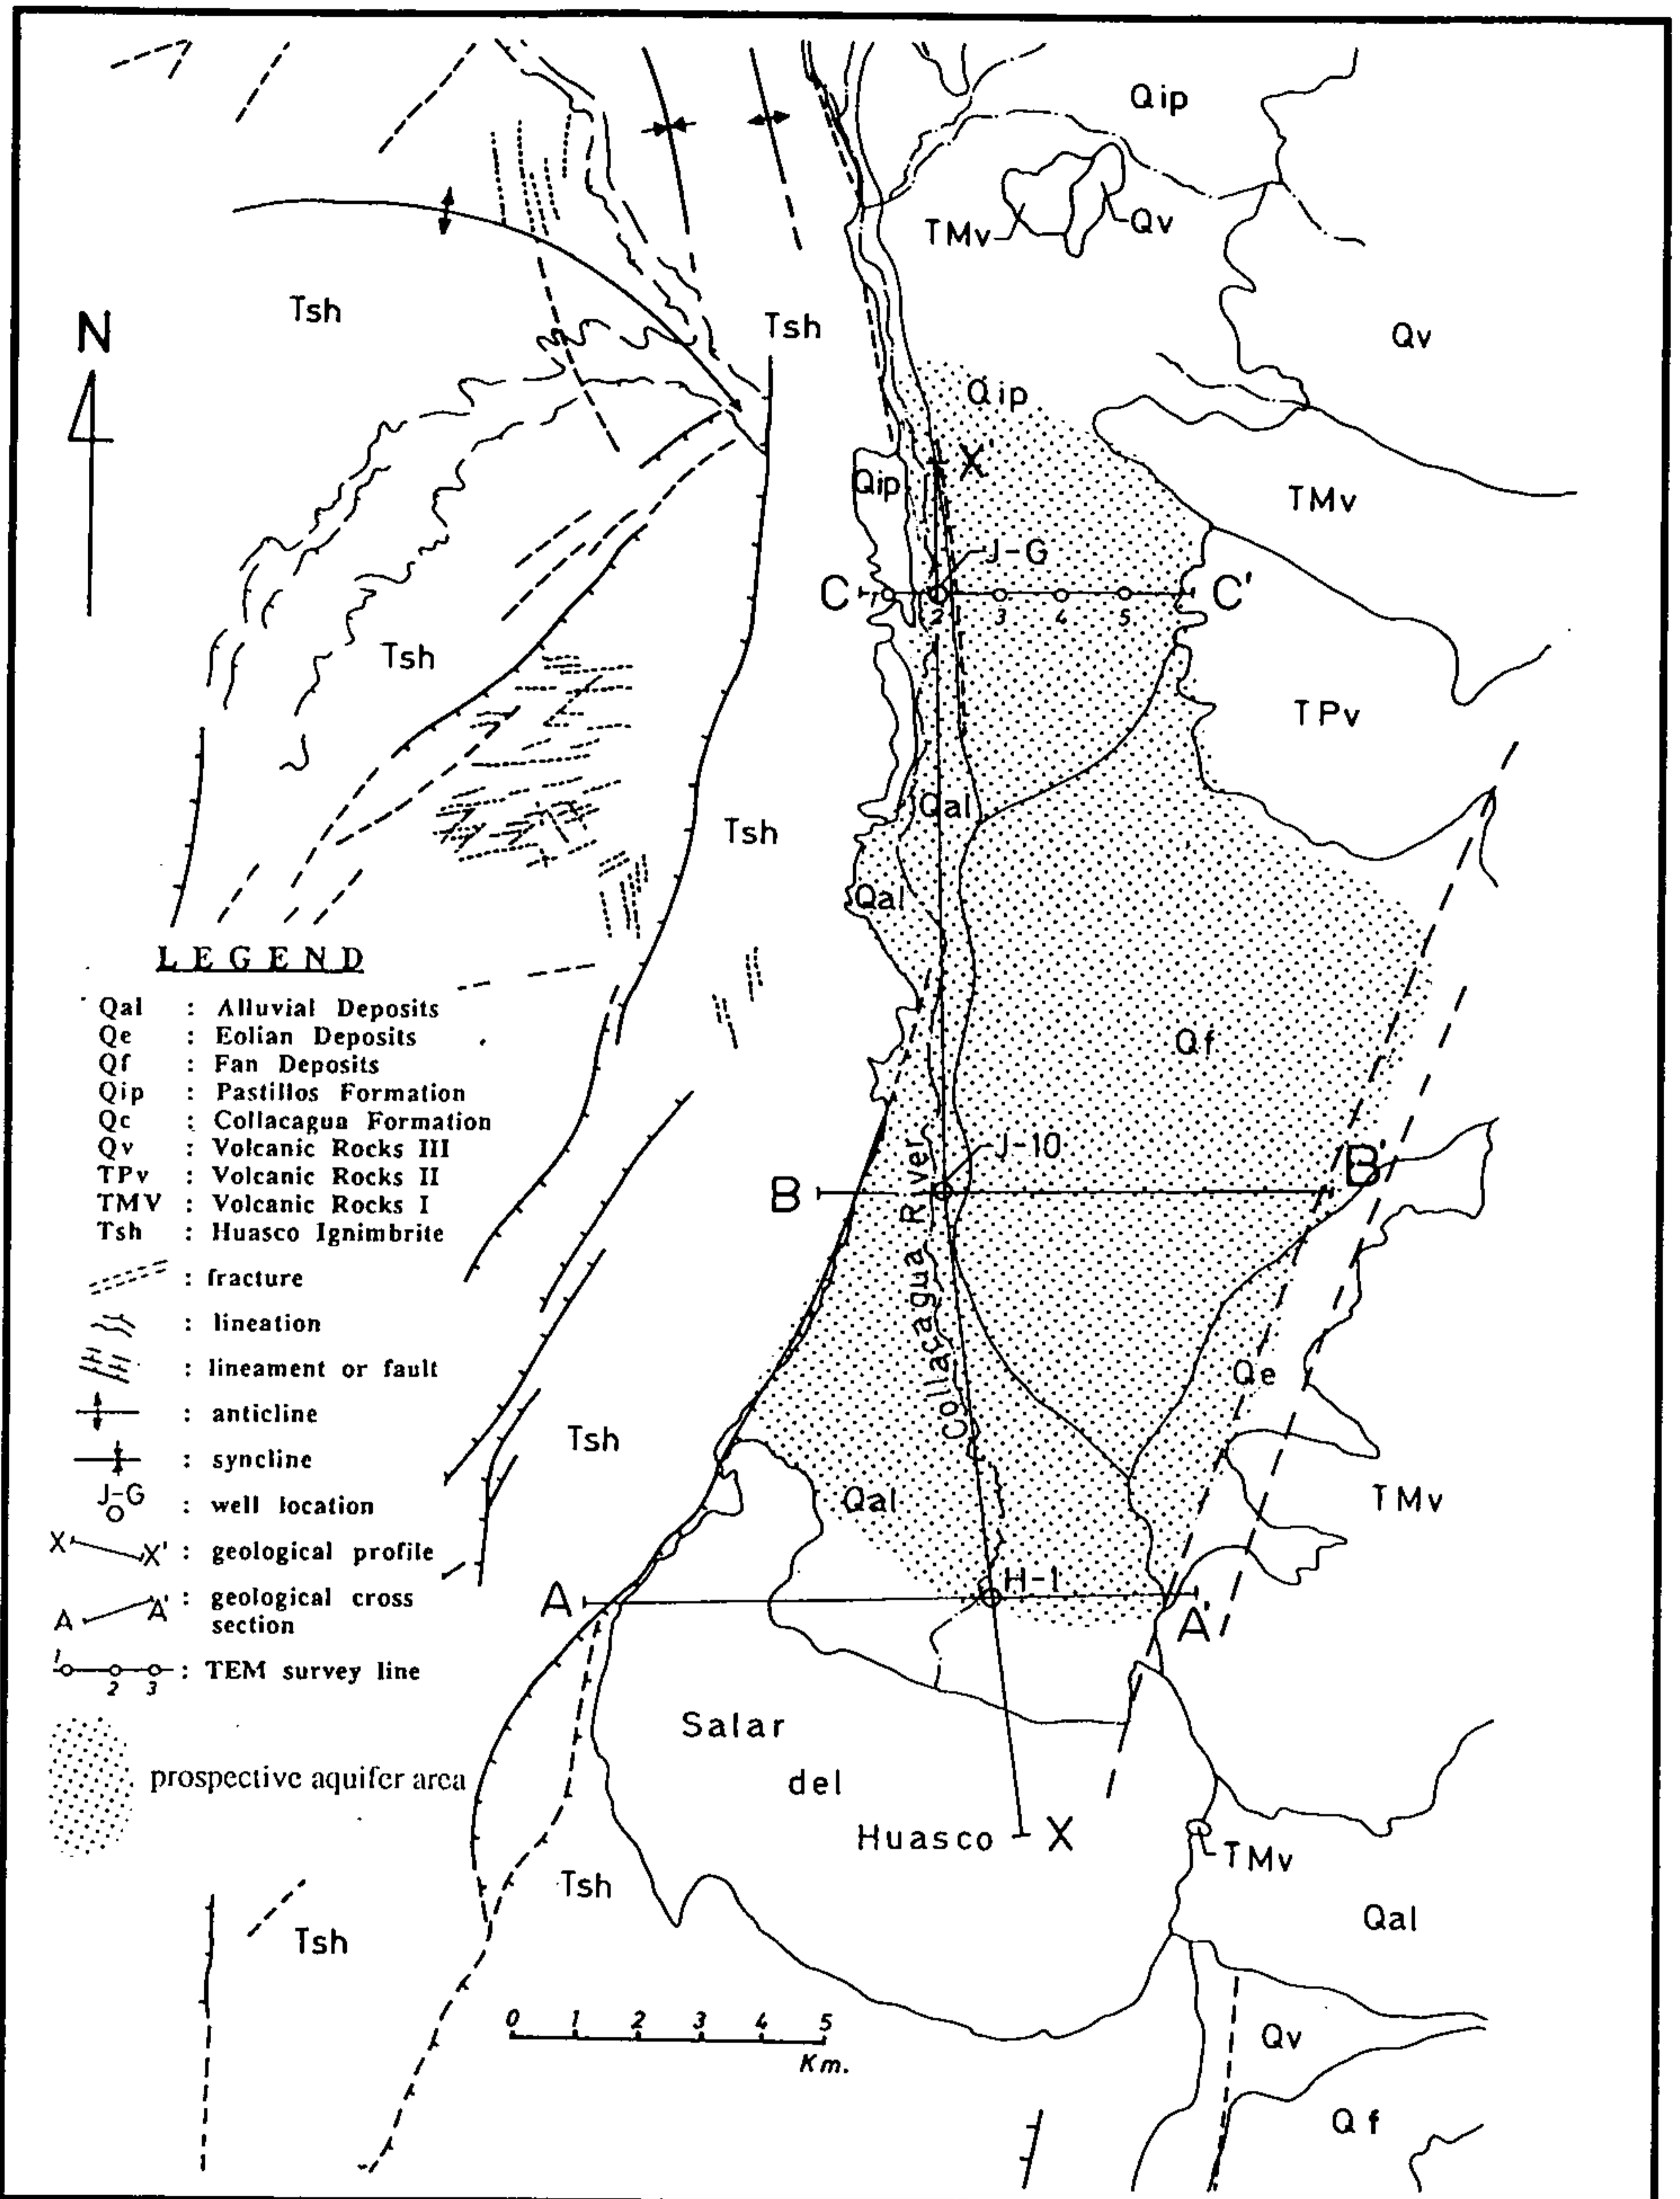 Qip
TMv
Qv
Tsh
Tsh
N
Qv
Qip
X'
Qip
TMv
J-G
C
1
2
3
4
5
C'
Tsh
TPv
Qal
Tsh
Qal
Qf
J-10
B
B'
Collacagua River
Qe
Tsh
Qal
TMv
H-1
A
A'
Salar
del
Huasco
X
TMv
Tsh
Tsh
Qal
Qv
Qf
LEGEND
Qal : Alluvial Deposits
Qe : Eolian Deposits
Qf : Fan Deposits
Qip : Pastillos Formation
Qc : Collacagua Formation
Qv : Volcanic Rocks III
TPv : Volcanic Rocks II
TMV : Volcanic Rocks I
Tsh : Huasco Ignimbrite
: fracture
: lineation
: lineament or fault
: anticline
: syncline
J-G : well location
X X' : geological profile
A A' : geological cross
section
1 2 3 : TEM survey line
prospective aquifer area
0 1 2 3 4 5
Km.